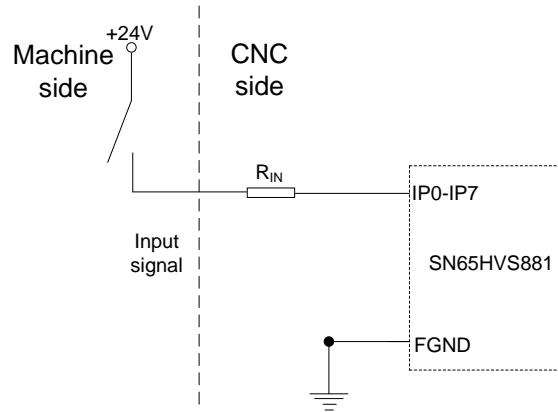 +24V
Machine
side
CNC
side
RIN
IP0-IP7
Input
signal
SN65HVS881
FGND